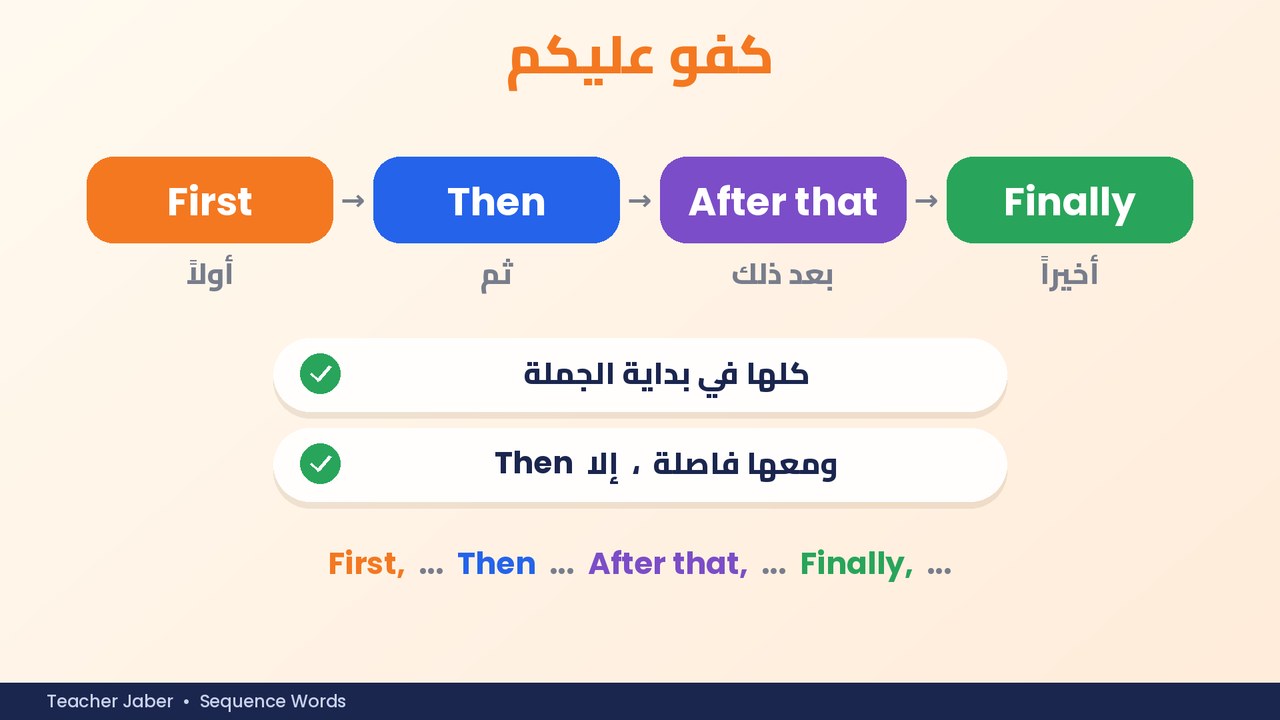 كفو عليكم
First → Then → After that → Finally
أولاً ثم بعد ذلك أخيراً
كلها في بداية الجملة
ومعها فاصلة ، إلا Then
First, ... Then ... After that, ... Finally, ...
Teacher Jaber • Sequence Words